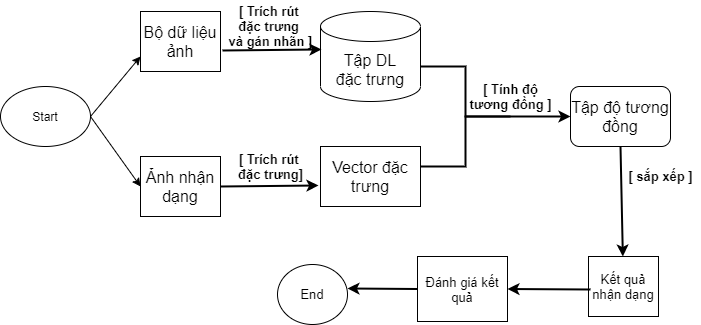 Start
Bộ dữ liệu
ảnh
[ Trích rút
đặc trưng
và gán nhãn ]
Tập DL
đặc trưng
Ảnh nhận
dạng
[ Trích rút
đặc trưng]
Vector đặc
trưng
[ Tính độ
tương đồng ]
Tập độ tương
đồng
[ sắp xếp ]
Kết quả
nhận dạng
Đánh giá kết
quả
End